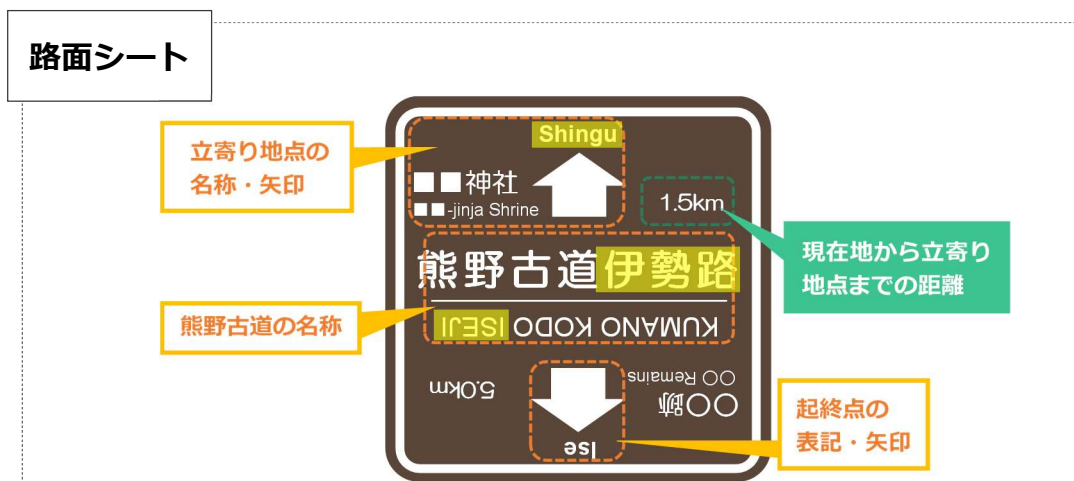 路面シート
立寄り地点の
名称・矢印
Shingu
■■神社
■■-jinja Shrine
1.5km
現在地から立寄り
地点までの距離
熊野古道伊勢路
熊野古道の名称
KUMANO KODO ISEJI
5.0km
○○ Remains
○○跡
Ise
起終点の
表記・矢印